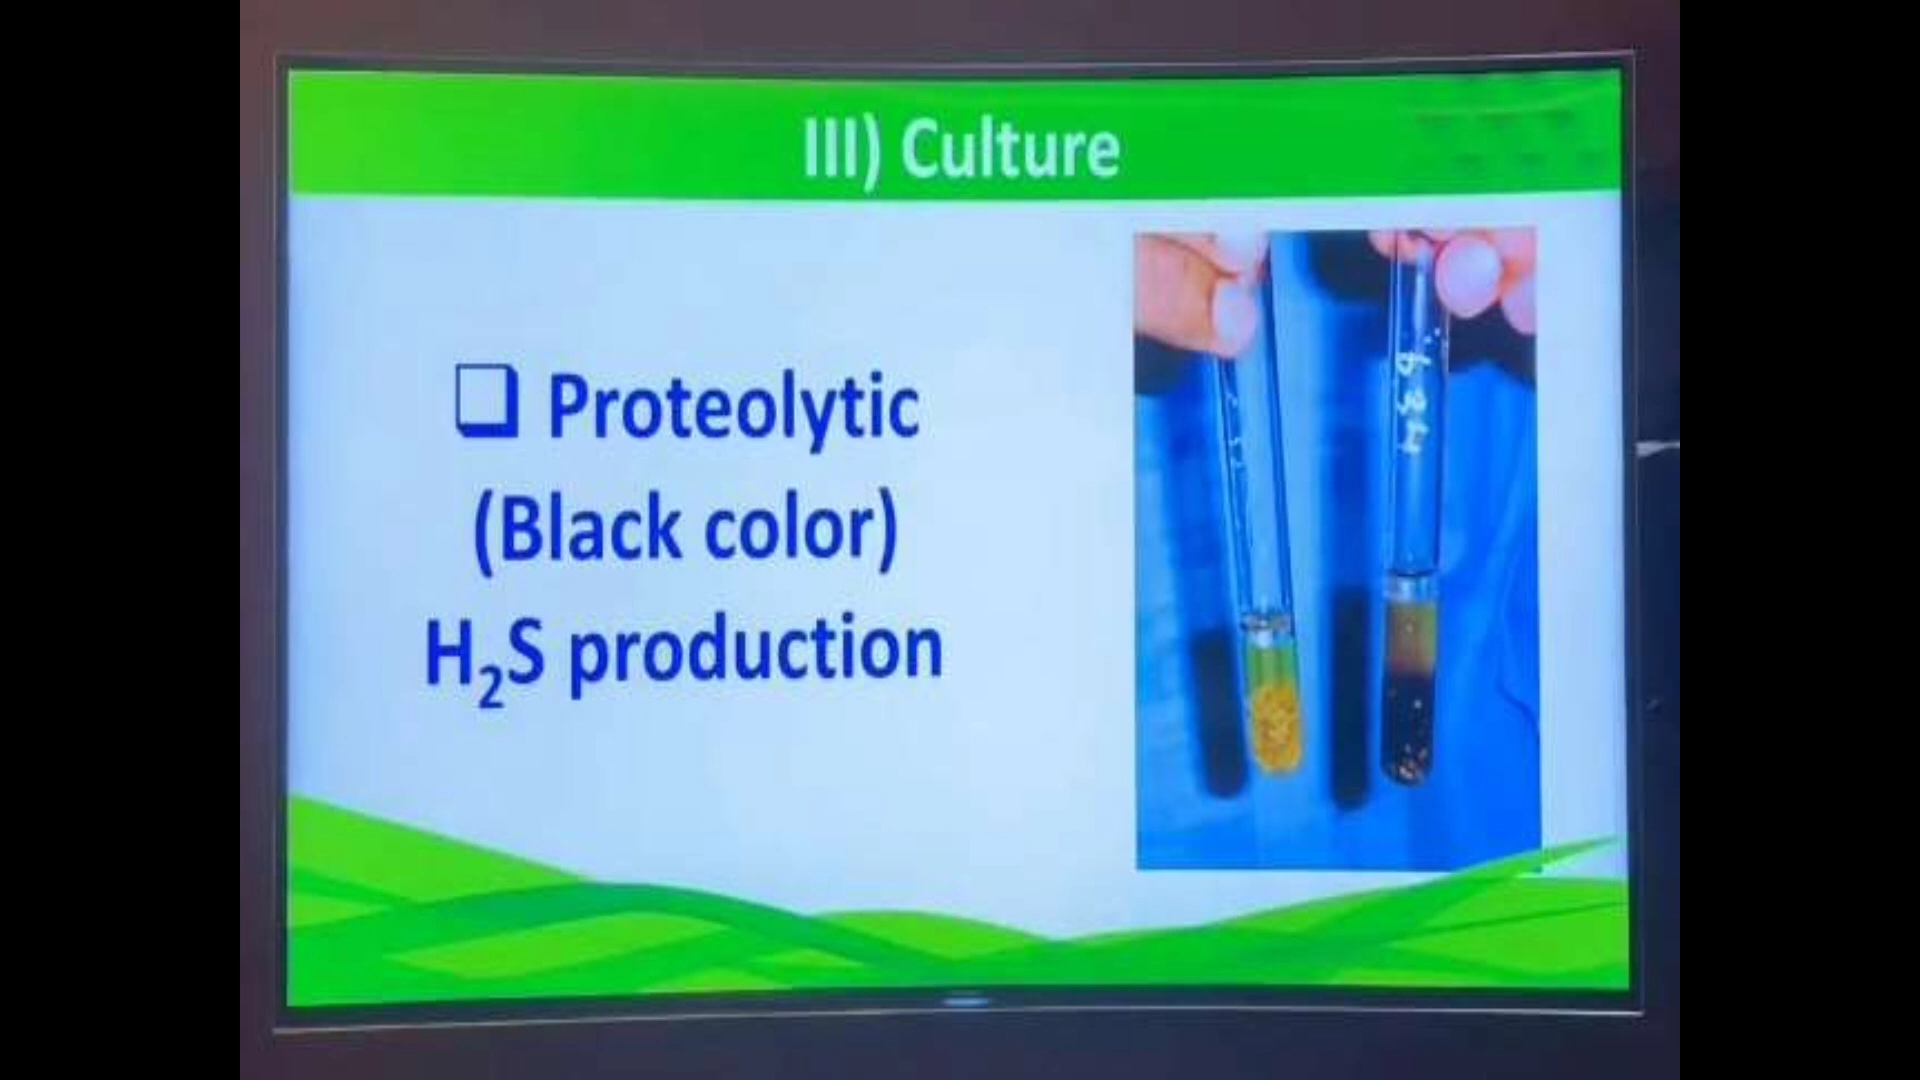 III) Culture
❑ Proteolytic
(Black color)
H₂S production